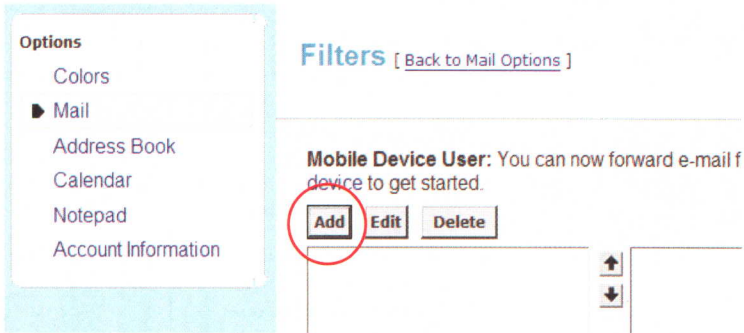 Options
Colors
Mail
Address Book
Calendar
Notepad
Account Information
Filters [ Back to Mail Options ]
Mobile Device User: You can now forward e-mail f
device to get started.
Add Edit Delete